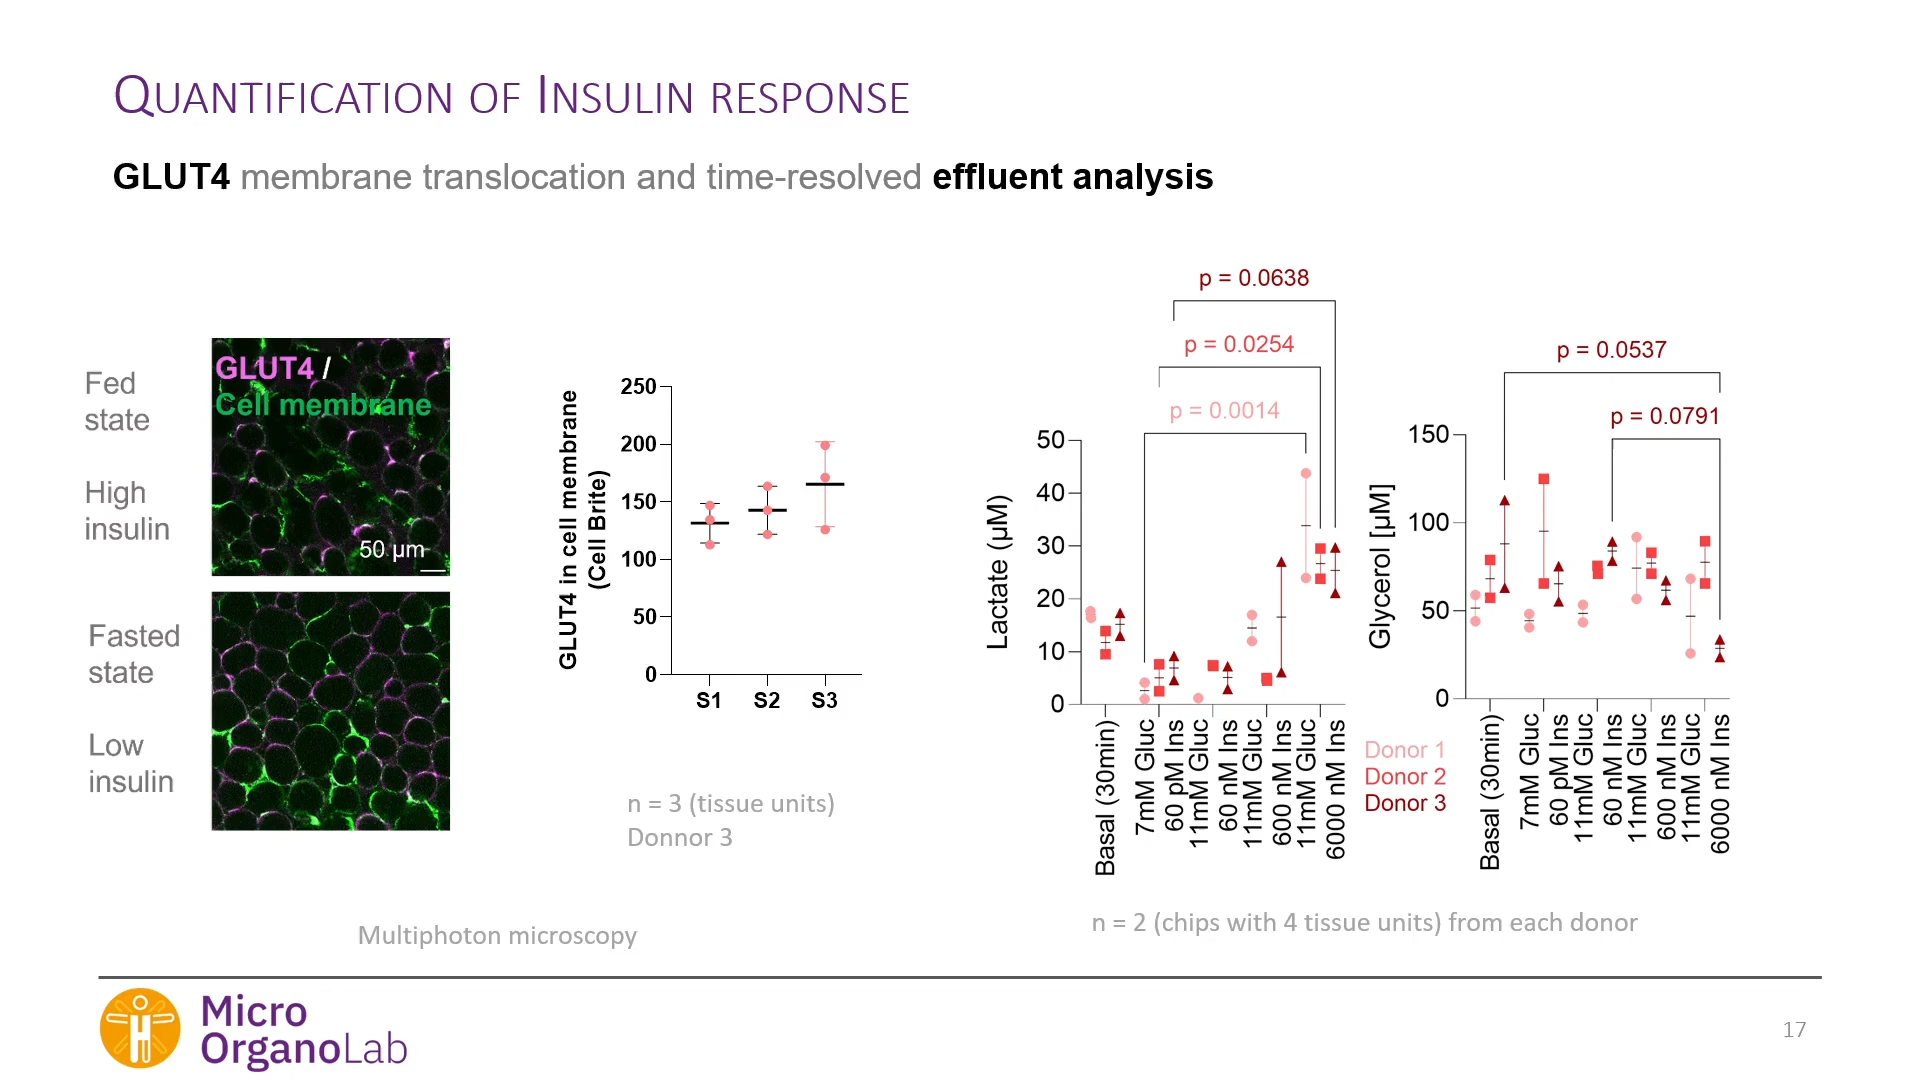 QUANTIFICATION OF INSULIN RESPONSE
GLUT4 membrane translocation and time-resolved effluent analysis
Fed
state
High
insulin
GLUT4 /
Cell membrane
50 µm
Fasted
state
Low
insulin
GLUT4 in cell membrane
(Cell Brite)
250
200
150
100
50
0
S1 S2 S3
n = 3 (tissue units)
Donnor 3
Multiphoton microscopy
p = 0.0638
p = 0.0254
p = 0.0014
Lactate (µM)
50
40
30
20
10
0
Basal (30min)
7mM Gluc
60 pM Ins
11mM Gluc
60 nM Ins
11mM Gluc
600 nM Ins
11mM Gluc
6000 nM Ins
Donor 1
Donor 2
Donor 3
p = 0.0537
p = 0.0791
Glycerol [µM]
150
100
50
0
Basal (30min)
7mM Gluc
60 pM Ins
11mM Gluc
60 nM Ins
11mM Gluc
600 nM Ins
11mM Gluc
6000 nM Ins
n = 2 (chips with 4 tissue units) from each donor
Micro
OrganoLab
17